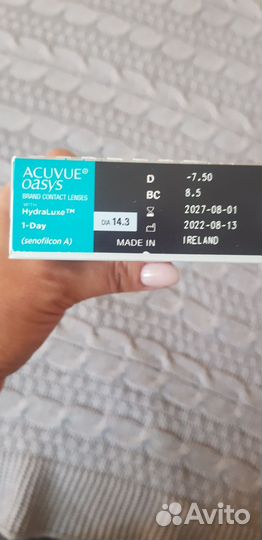 ACUVUE®
OASYS
BRAND CONTACT LENSES
WITH
HydraLuxe™
1-Day
(senofilcon A)
DIA 14.3
D -7.50
BC 8.5
2027-08-01
2022-08-13
MADE IN IRELAND
Avito